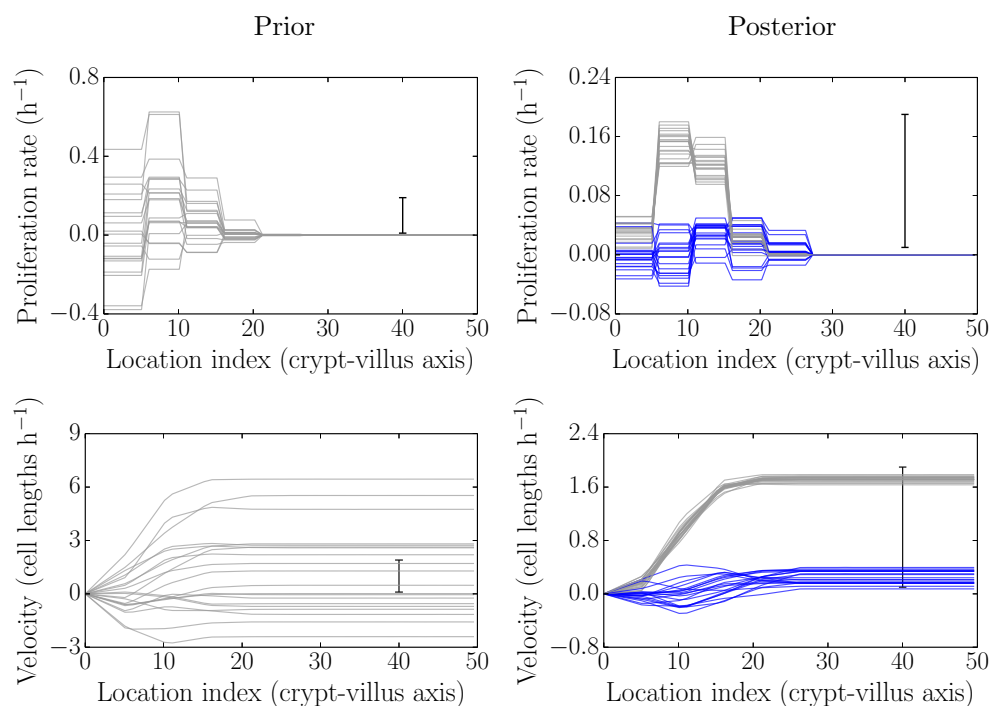 Prior
Posterior
Proliferation rate (h⁻¹)
0.8
0.4
0.0
−0.4
0 10 20 30 40 50
Location index (crypt-villus axis)
Proliferation rate (h⁻¹)
0.24
0.16
0.08
0.00
−0.08
0 10 20 30 40 50
Location index (crypt-villus axis)
Velocity (cell lengths h⁻¹)
9
6
3
0
−3
0 10 20 30 40 50
Location index (crypt-villus axis)
Velocity (cell lengths h⁻¹)
2.4
1.6
0.8
0.0
−0.8
0 10 20 30 40 50
Location index (crypt-villus axis)